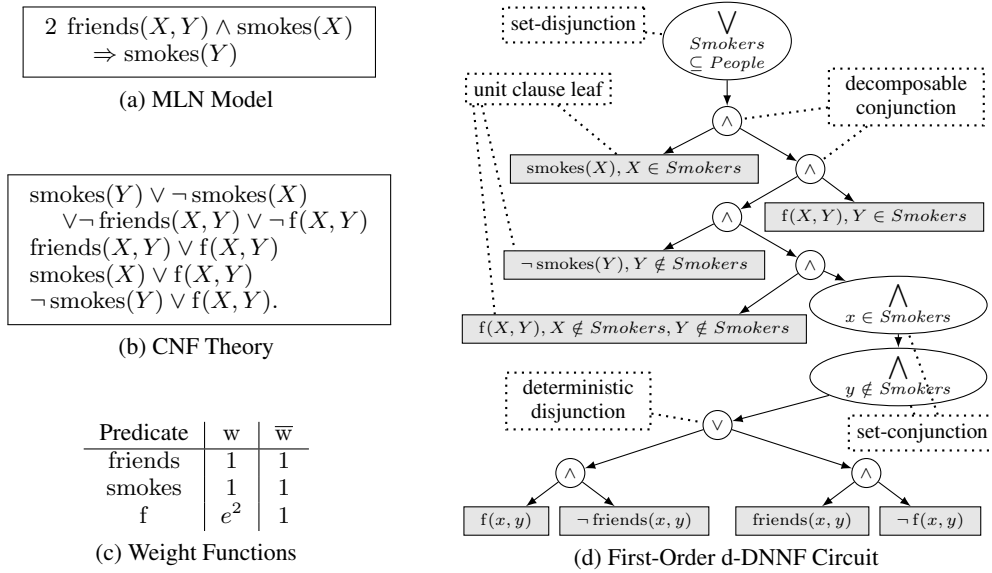 2 friends(X, Y) ∧ smokes(X)
⇒ smokes(Y)
(a) MLN Model
smokes(Y) ∨ ¬ smokes(X)
∨¬ friends(X, Y) ∨ ¬ f(X, Y)
friends(X, Y) ∨ f(X, Y)
smokes(X) ∨ f(X, Y)
¬ smokes(Y) ∨ f(X, Y).
(b) CNF Theory
Predicate w w̅
friends 1 1
smokes 1 1
f e² 1
(c) Weight Functions
set-disjunction
⋁
Smokers
⊆ People
unit clause leaf
decomposable
conjunction
∧
smokes(X), X ∈ Smokers
∧
∧
f(X, Y), Y ∈ Smokers
¬ smokes(Y), Y ∉ Smokers
∧
f(X, Y), X ∉ Smokers, Y ∉ Smokers
⋀
x ∈ Smokers
⋀
y ∉ Smokers
deterministic
disjunction
∨
set-conjunction
∧ ∧
f(x, y) ¬ friends(x, y) friends(x, y) ¬ f(x, y)
(d) First-Order d-DNNF Circuit